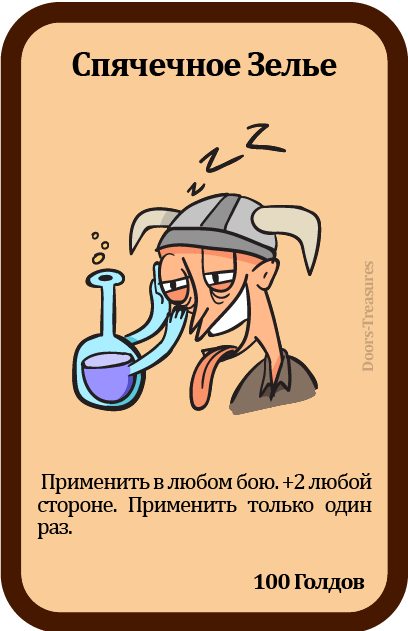 Спячечное Зелье
Z Z Z
Doors-Treasures
Применить в любом бою. +2 любой
стороне. Применить только один
раз.
100 Голдов